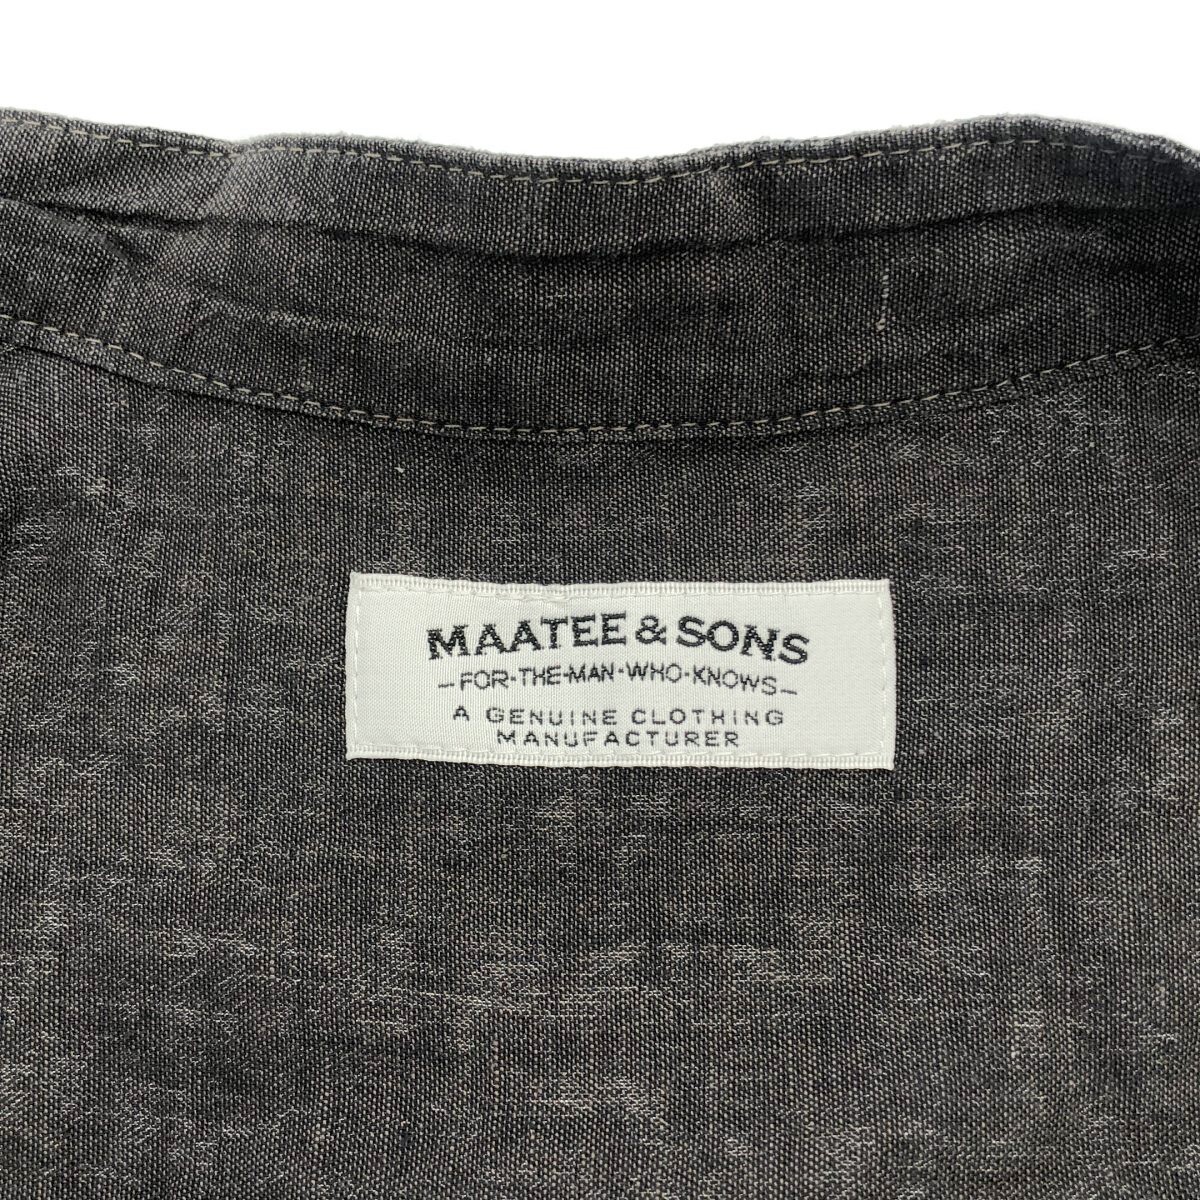 MAATEE & SONS
-FOR·THE·MAN·WHO·KNOWS-
A GENUINE CLOTHING
MANUFACTURER